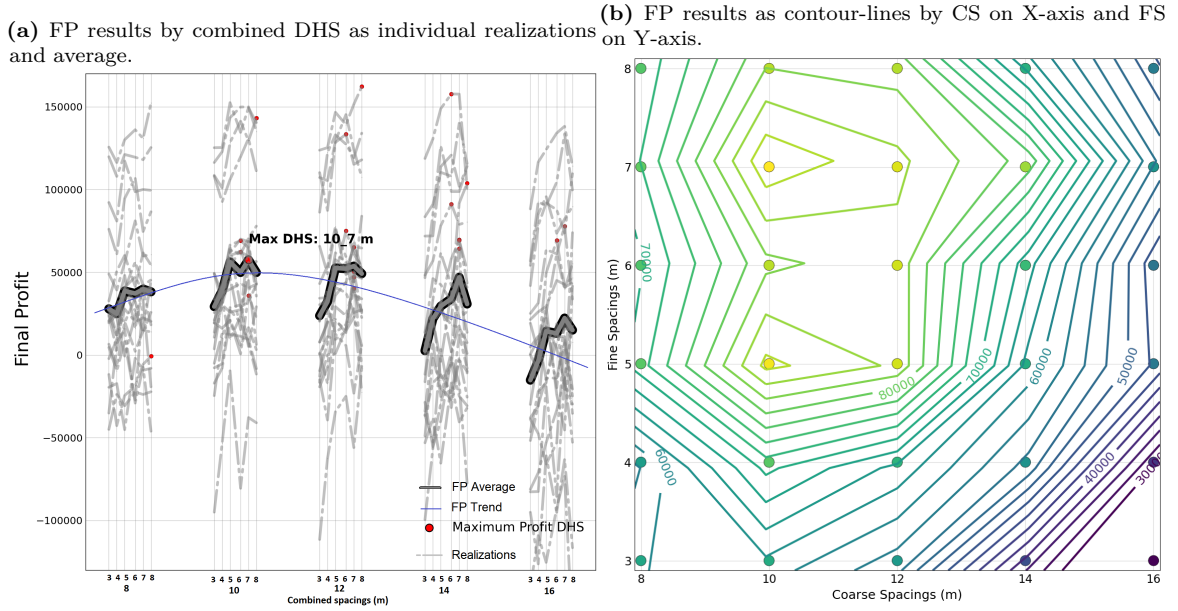 (a) FP results by combined DHS as individual realizations
and average.
Final Profit
150000
100000
50000
0
−50000
−100000
Max DHS: 10_7 m
FP Average
FP Trend
Maximum Profit DHS
Realizations
3 4 5 6 7 8 3 4 5 6 7 8 3 4 5 6 7 8 3 4 5 6 7 8 3 4 5 6 7 8
8 10 12 14 16
Combined spacings (m)
(b) FP results as contour-lines by CS on X-axis and FS
on Y-axis.
Fine Spacings (m)
8
7
6
5
4
3
70000
60000
80000
70000
60000
50000
40000
8 10 12 14 16
Coarse Spacings (m)